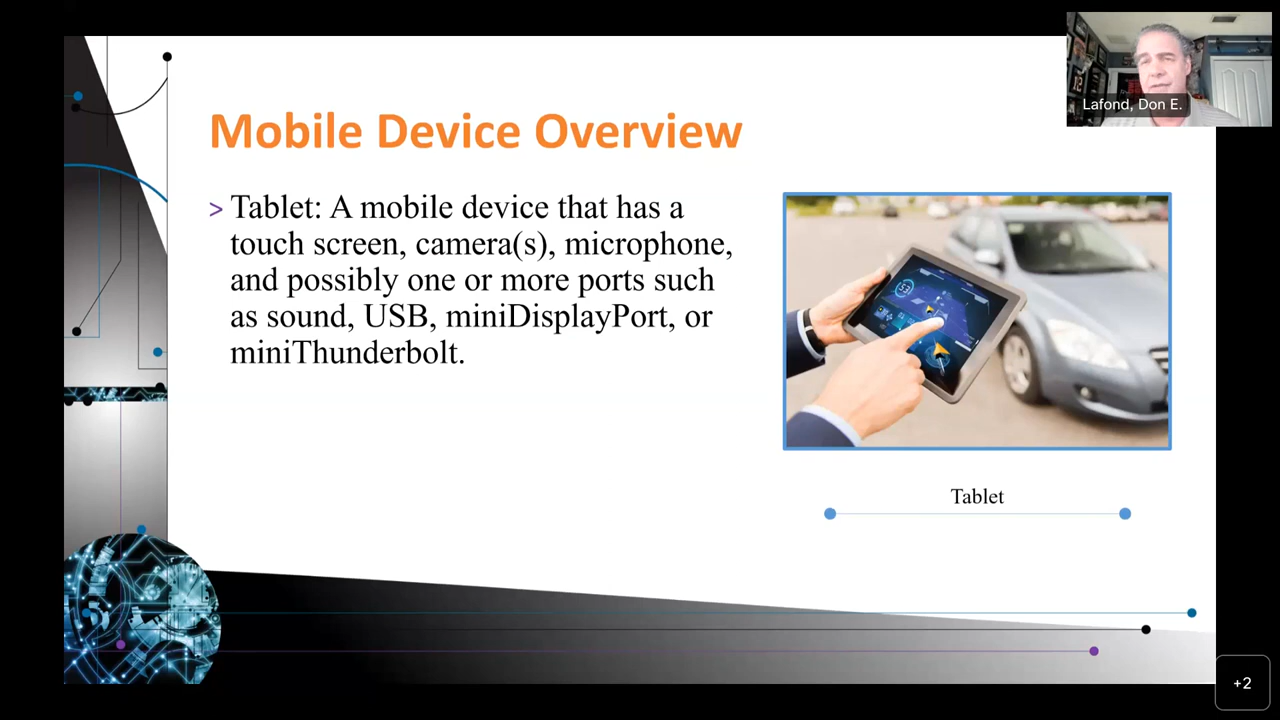 Lafond, Don E.
Mobile Device Overview
> Tablet: A mobile device that has a
touch screen, camera(s), microphone,
and possibly one or more ports such
as sound, USB, miniDisplayPort, or
miniThunderbolt.
Tablet
+2